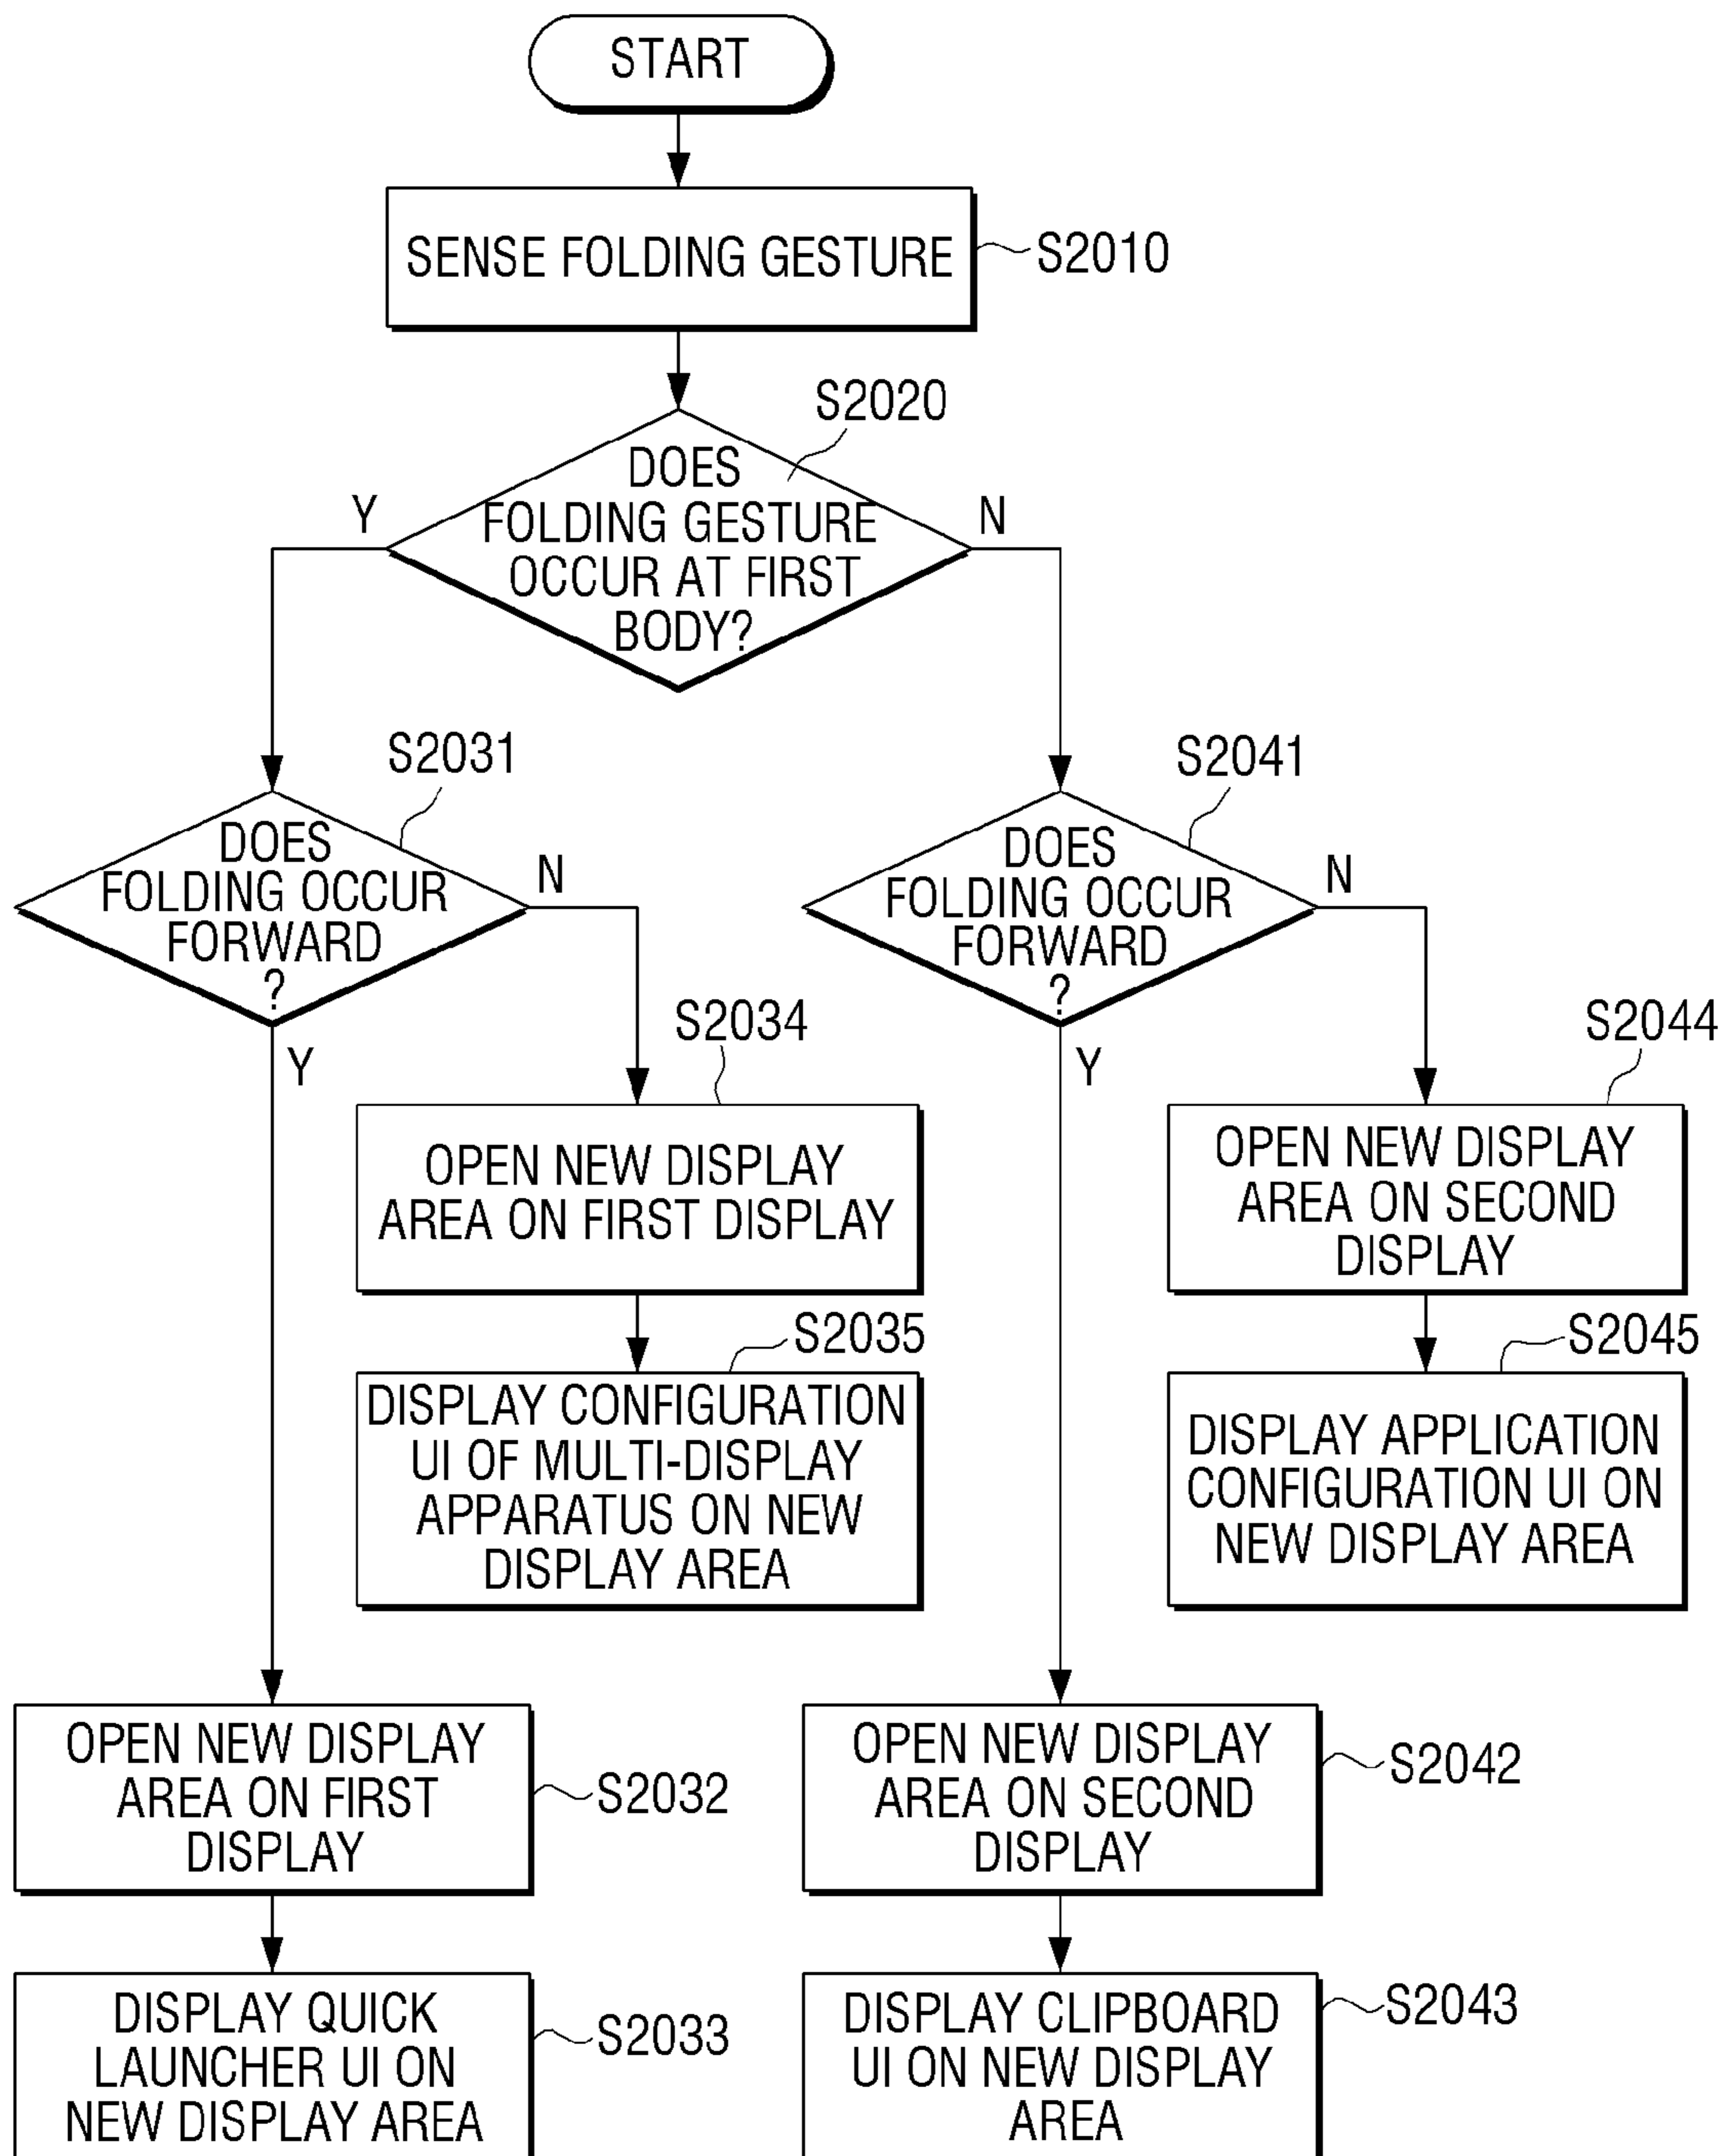 START
SENSE FOLDING GESTURE
S2010
S2020
DOES
FOLDING GESTURE
OCCUR AT FIRST
BODY?
Y
N
S2031
DOES
FOLDING OCCUR
FORWARD
?
N
Y
S2041
DOES
FOLDING OCCUR
FORWARD
?
N
Y
S2034
OPEN NEW DISPLAY
AREA ON FIRST DISPLAY
S2044
OPEN NEW DISPLAY
AREA ON SECOND
DISPLAY
S2035
DISPLAY CONFIGURATION
UI OF MULTI-DISPLAY
APPARATUS ON NEW
DISPLAY AREA
S2045
DISPLAY APPLICATION
CONFIGURATION UI ON
NEW DISPLAY AREA
OPEN NEW DISPLAY
AREA ON FIRST
DISPLAY
S2032
OPEN NEW DISPLAY
AREA ON SECOND
DISPLAY
S2042
DISPLAY QUICK
LAUNCHER UI ON
NEW DISPLAY AREA
S2033
DISPLAY CLIPBOARD
UI ON NEW DISPLAY
AREA
S2043